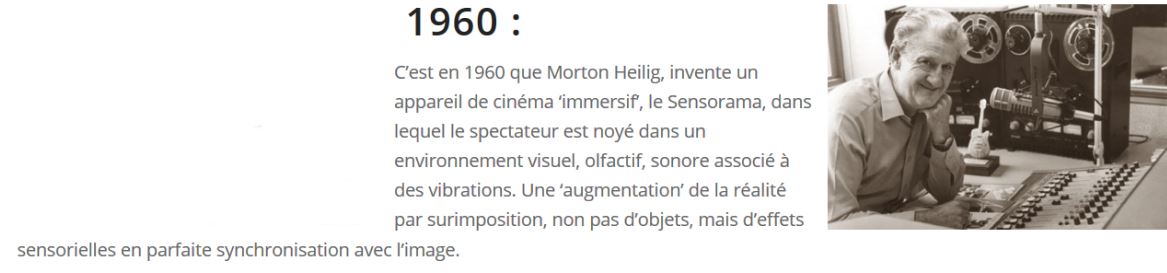 1960 :
C’est en 1960 que Morton Heilig, invente un
appareil de cinéma ‘immersif’, le Sensorama, dans
lequel le spectateur est noyé dans un
environnement visuel, olfactif, sonore associé à
des vibrations. Une ‘augmentation’ de la réalité
par surimposition, non pas d’objets, mais d’effets
sensorielles en parfaite synchronisation avec l’image.